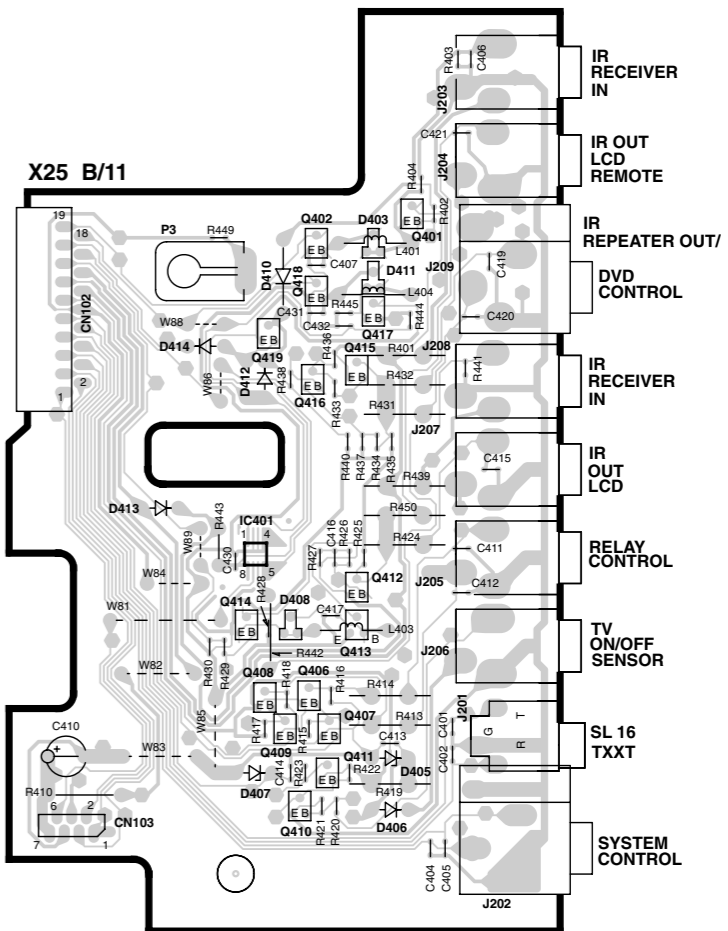 IR
RECEIVER
IN
R403
C406
J203
C421
J204
IR OUT
LCD
REMOTE
X25 B/11
R404
R402
19
18
P3
R449
Q402
D403
E B
Q401
L401
IR
REPEATER OUT/
DVD
CONTROL
J209
C419
C420
CN102
D410
Q418
E B
C407
D411
L404
E B
C431
R445
C432
E B
Q417
R444
W88
D414
E B
Q419
R436
Q415
R401
J208
IR
RECEIVER
IN
R441
2
1
W86
D412
R438
E B
Q416
R433
E B
R432
R431
J207
R440
R437
R434
R435
R439
C415
IR
OUT
LCD
D413
R443
IC401
1
4
8
5
W89
C430
R450
R424
R427
C416
R426
R425
C411
J205
C412
RELAY
CONTROL
W84
R428
E B
Q412
W81
Q414
E B
D408
C417
E
B
L403
Q413
R442
J206
TV
ON/OFF
SENSOR
R430
R429
W82
Q408
R418
Q406
R416
R414
E B
E B
W85
R417
E B
R415
E B
Q407
R413
C401
J201
G
T
R
SL 16
TXXT
C410
+
W83
Q409
C413
Q411
D405
C402
D407
C414
R423
E B
R422
R410
6
2
CN103
7
1
E B
Q410
R421
R420
R419
D406
C404
C405
SYSTEM
CONTROL
J202